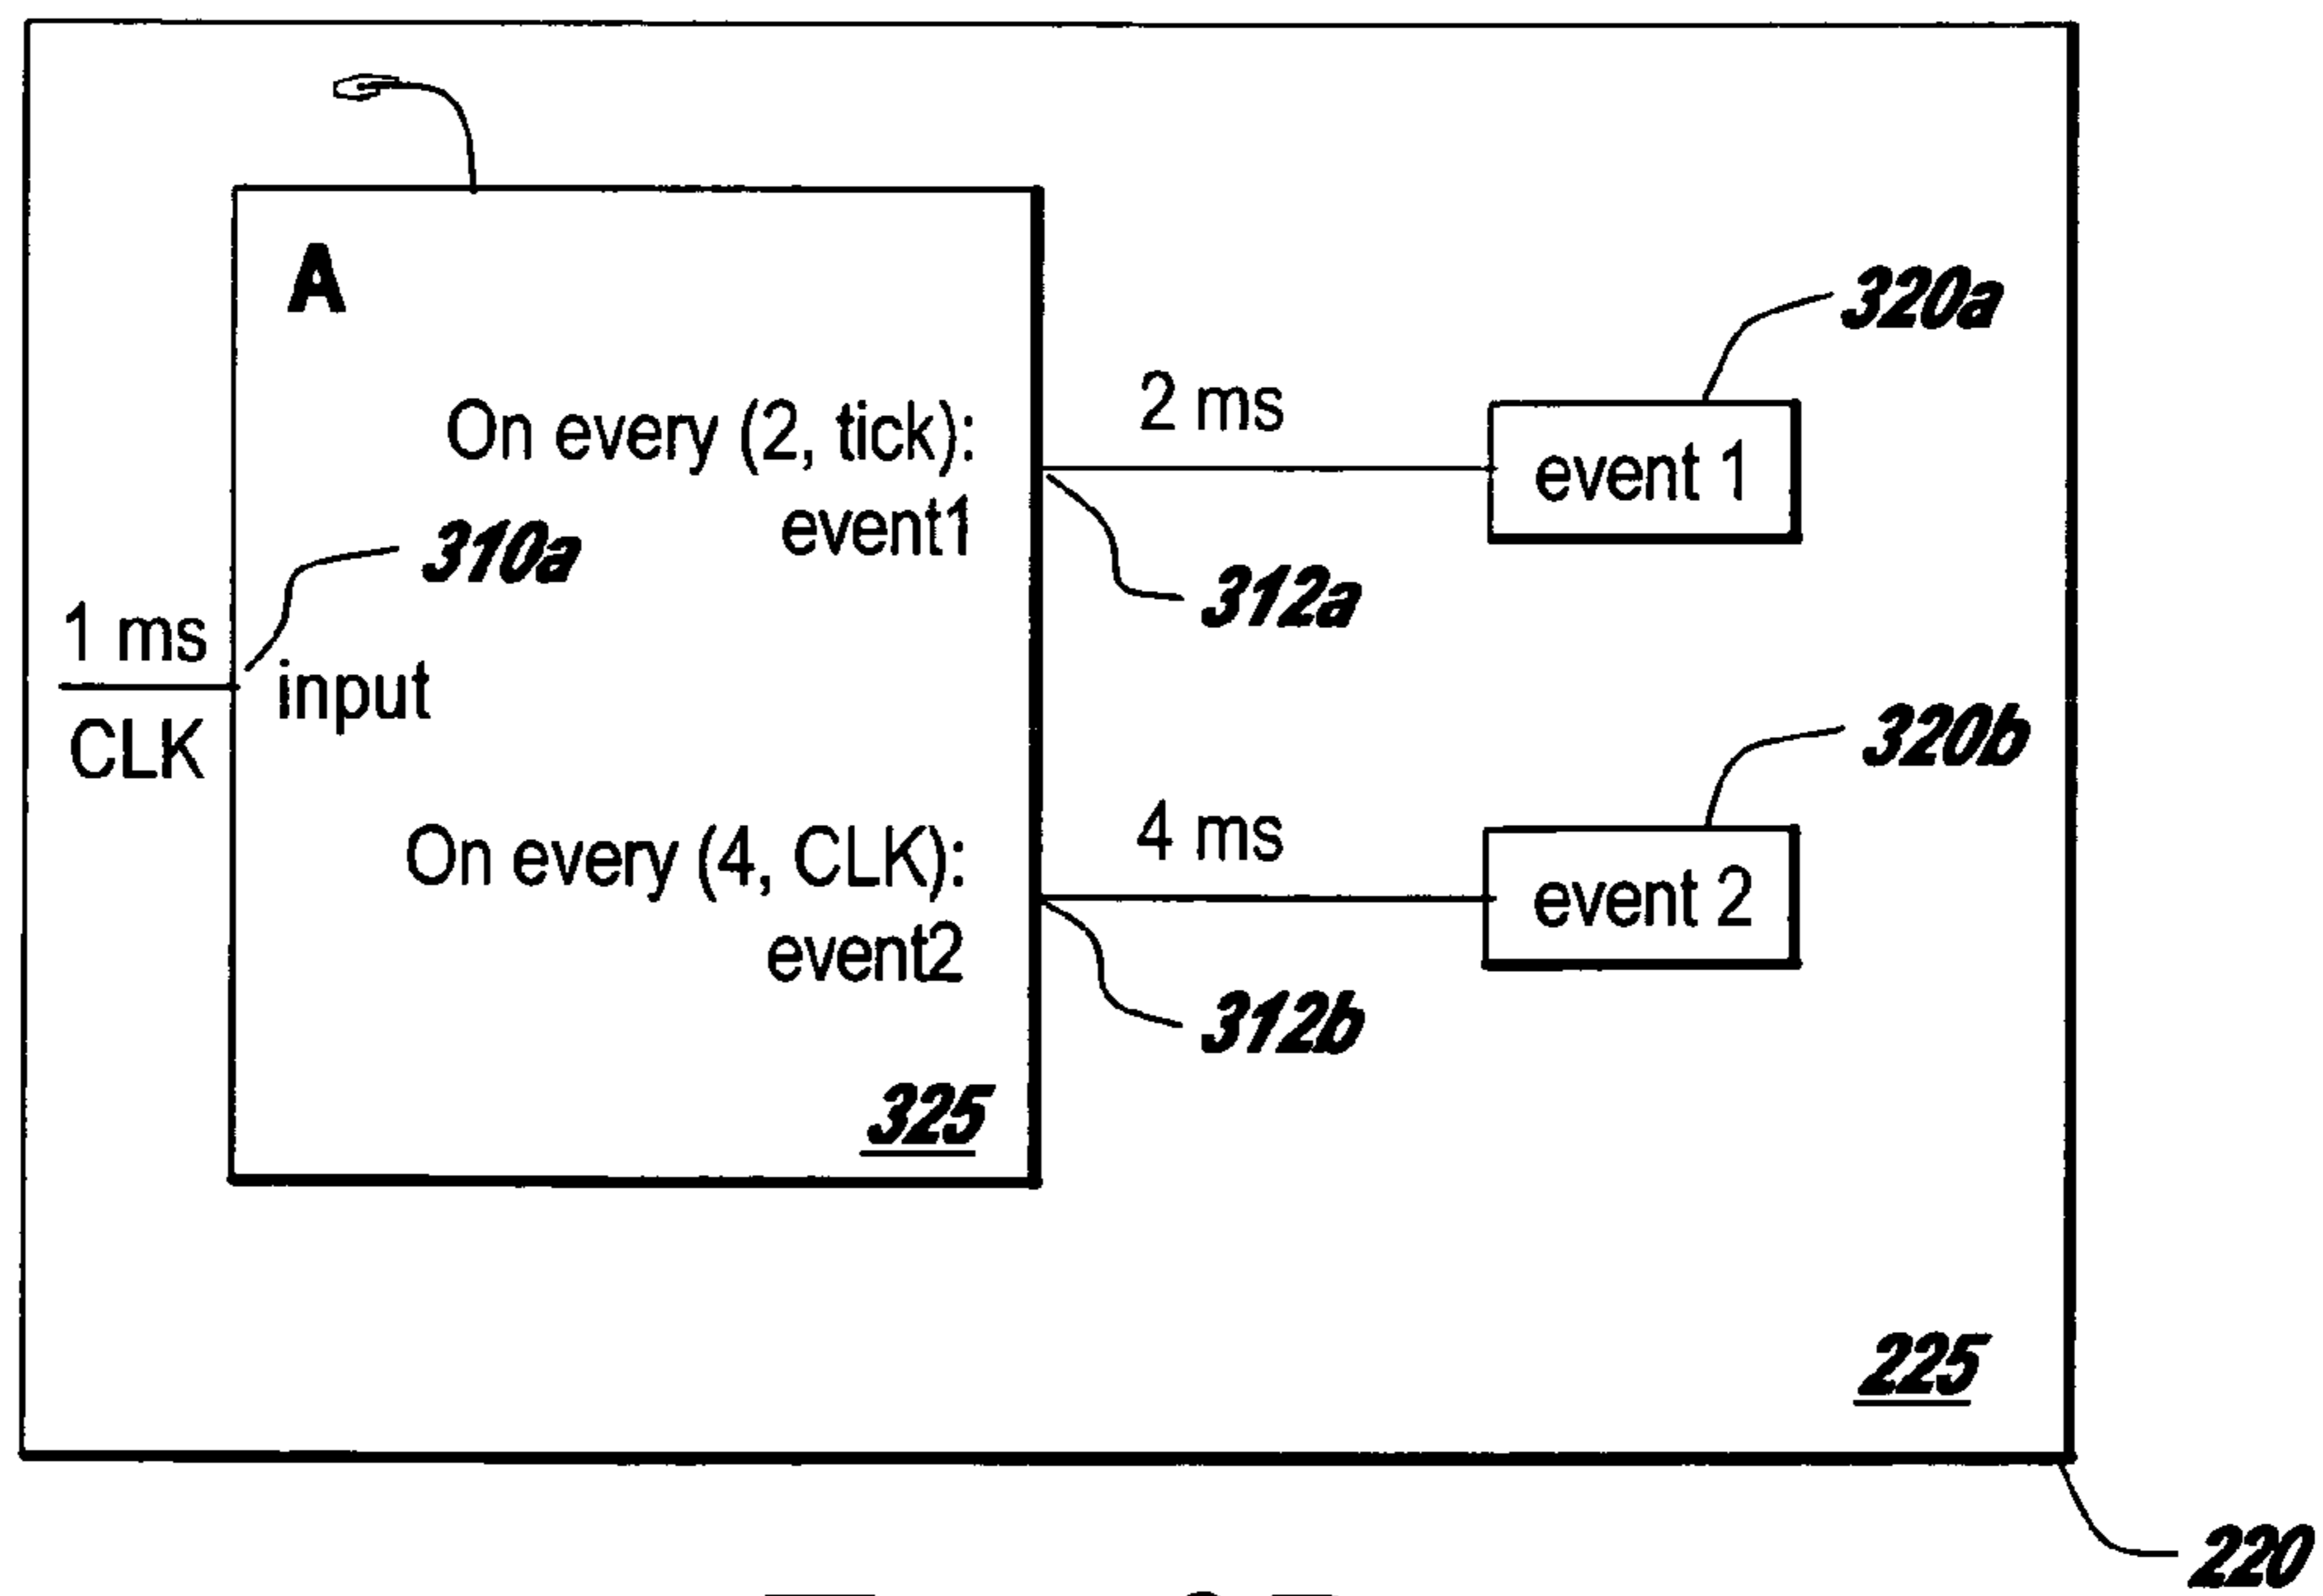 A
320a
2 ms
On every (2, tick):
event1
event 1
310a
312a
1 ms
input
CLK
320b
4 ms
On every (4, CLK):
event2
event 2
312b
325
225
220